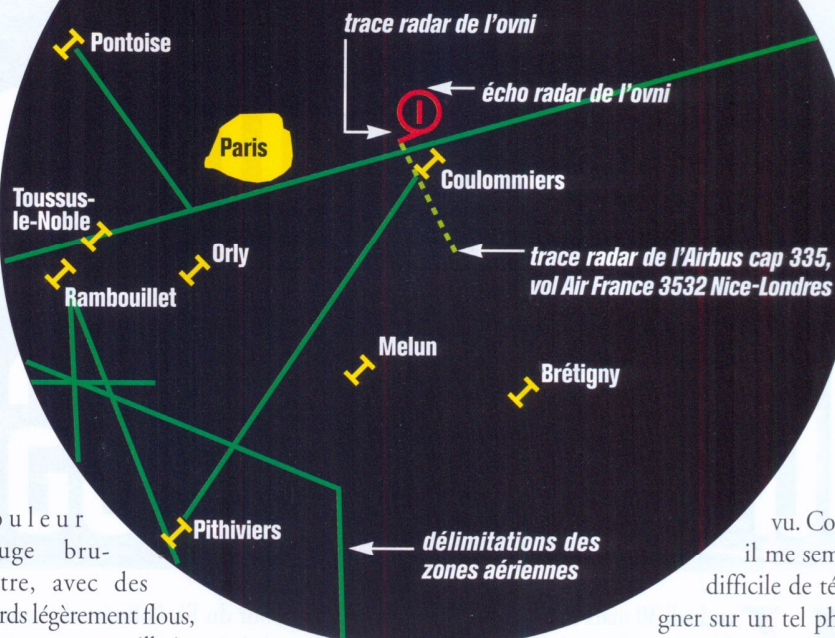 trace radar de l'ovni
Pontoise
écho radar de l'ovni
Paris
Coulommiers
Toussus-
le-Noble
Orly
trace radar de l'Airbus cap 335,
vol Air France 3532 Nice-Londres
Rambouillet
Melun
Brétigny
Pithiviers
délimitations des
zones aériennes
ouleur
uge bru-
tre, avec des
rds légèrement flous,
vu. Co
il me sem
difficile de té
gner sur un tel ph